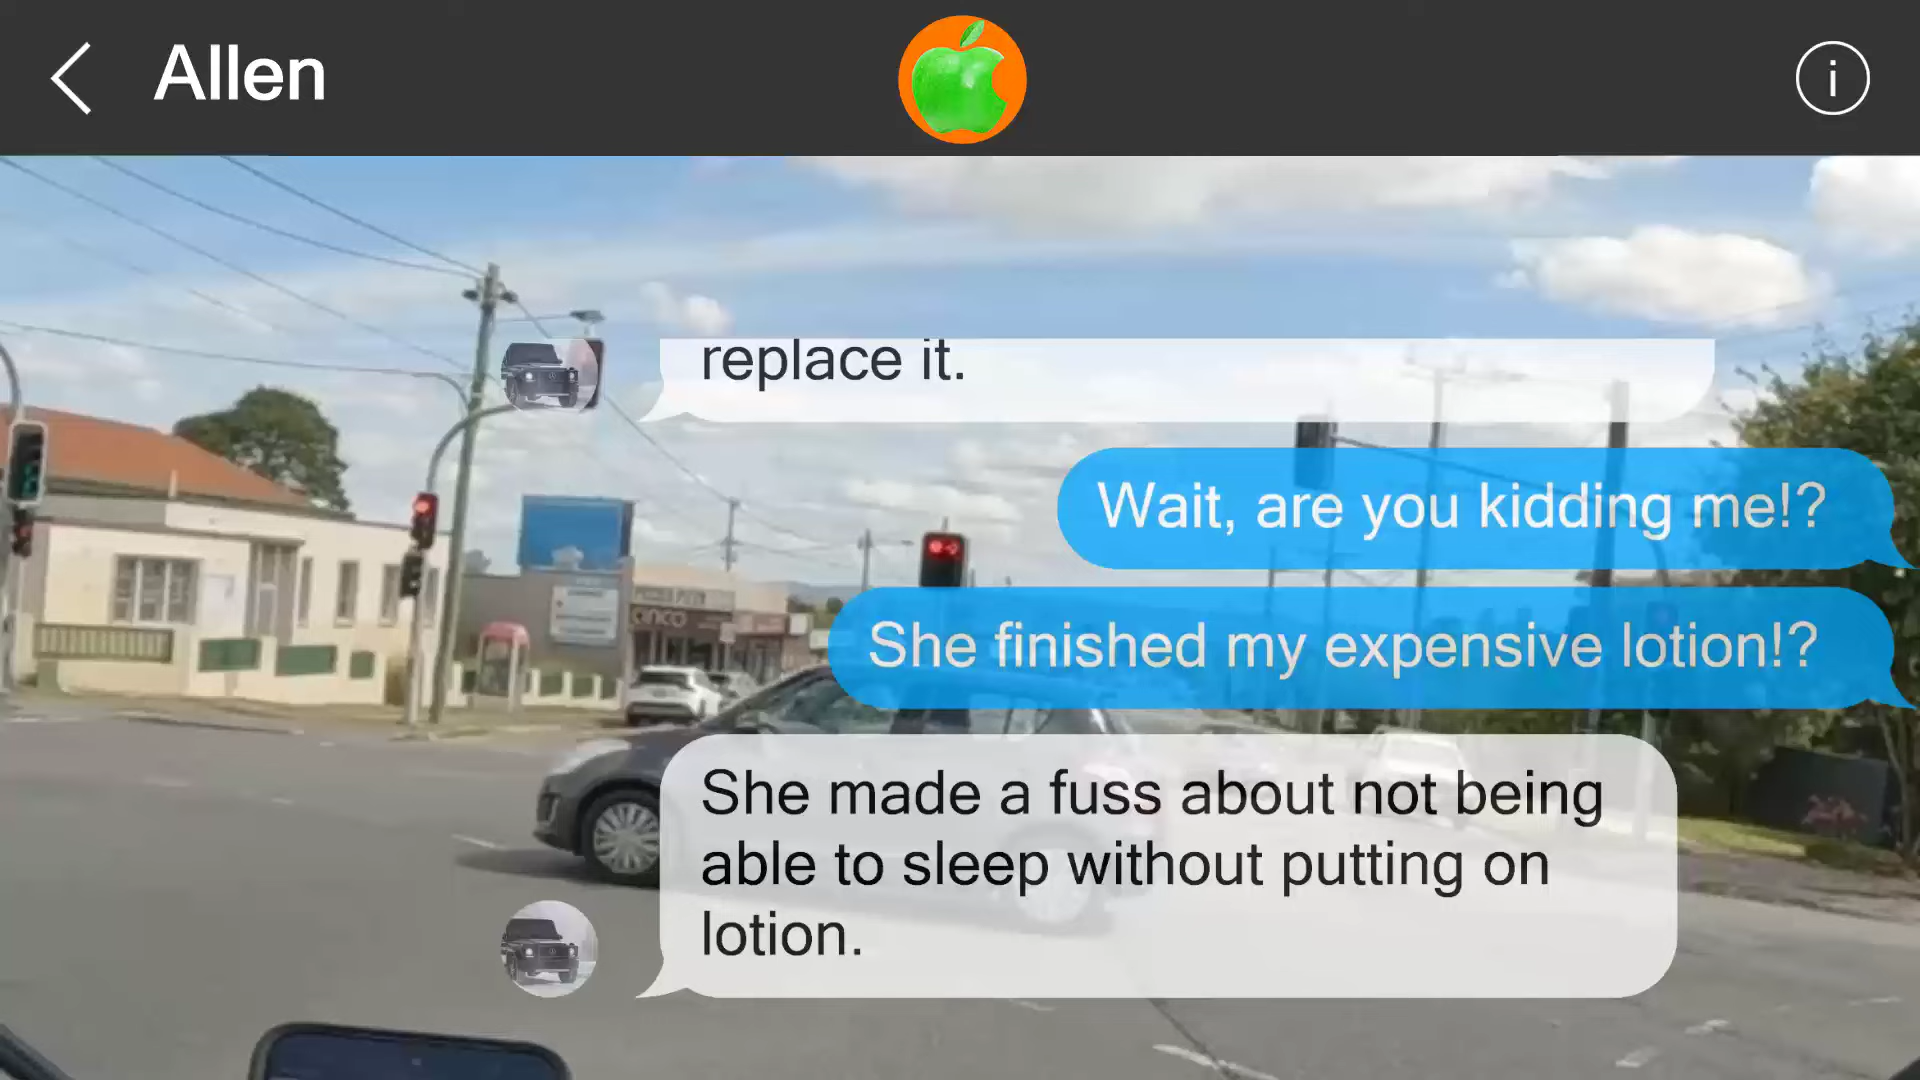 Allen
replace it.
Wait, are you kidding me!?
She finished my expensive lotion!?
She made a fuss about not being
able to sleep without putting on
lotion.
cinco